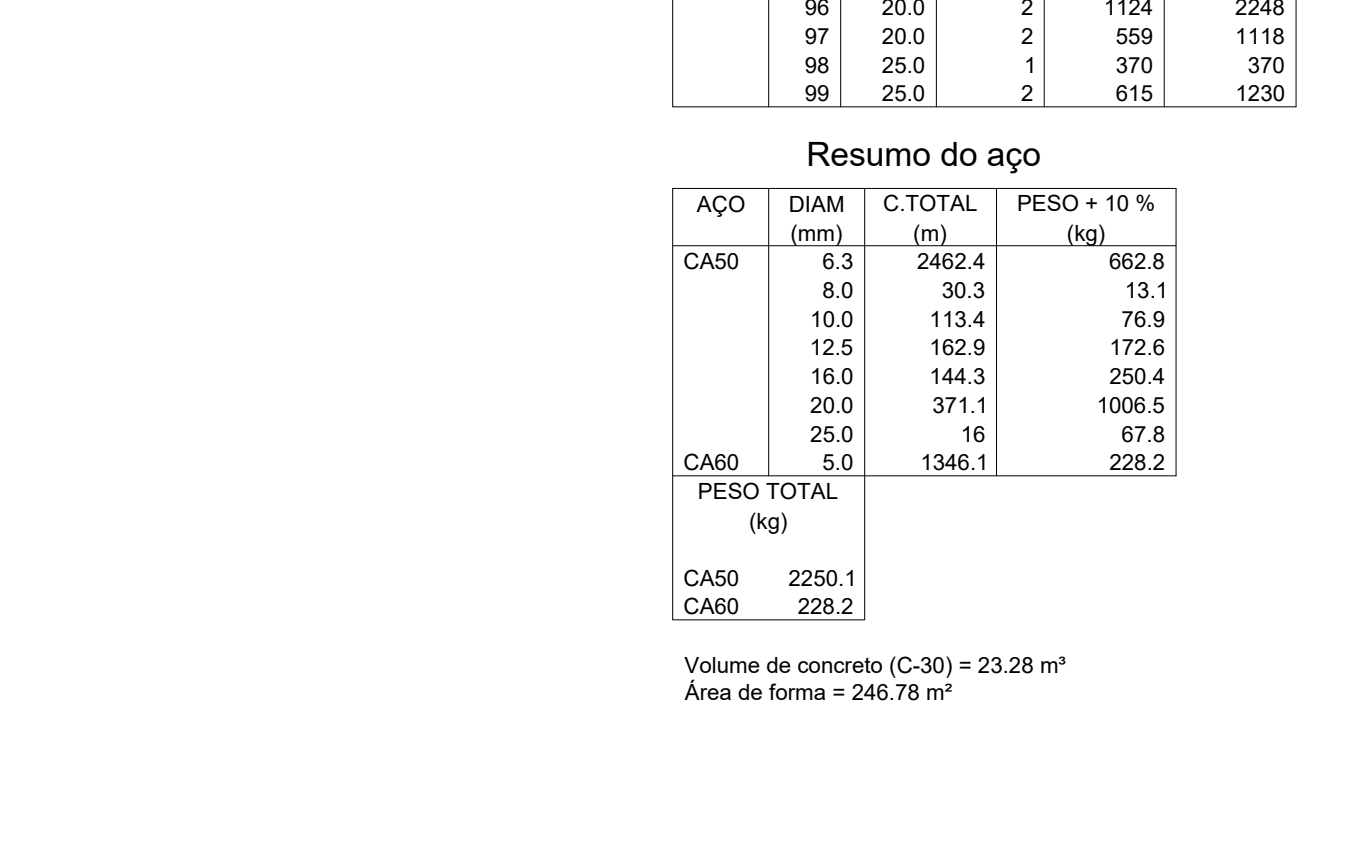 96 20.0 2 1124 2248
97 20.0 2 559 1118
98 25.0 1 370 370
99 25.0 2 615 1230
Resumo do aço
AÇO DIAM C.TOTAL PESO + 10 %
(mm) (m) (kg)
CA50 6.3 2462.4 662.8
8.0 30.3 13.1
10.0 113.4 76.9
12.5 162.9 172.6
16.0 144.3 250.4
20.0 371.1 1006.5
25.0 16 67.8
CA60 5.0 1346.1 228.2
PESO TOTAL
(kg)
CA50 2250.1
CA60 228.2
Volume de concreto (C-30) = 23.28 m³
Área de forma = 246.78 m²